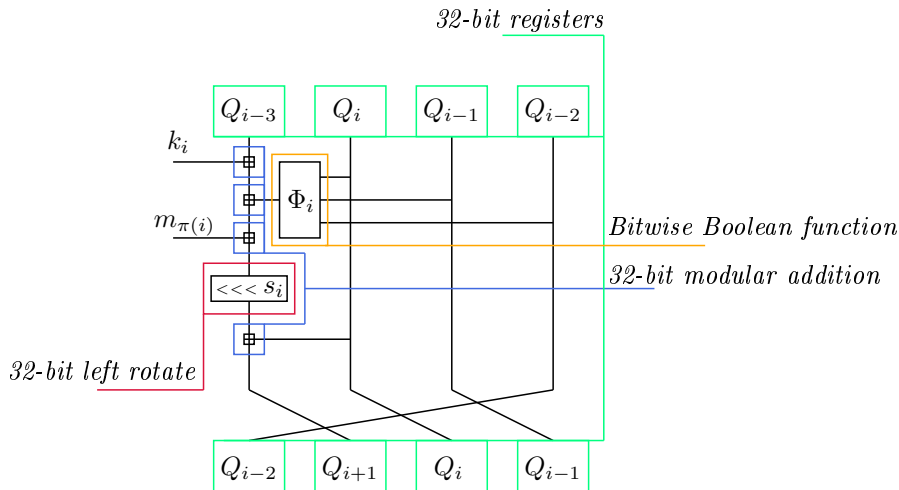 32-bit registers
Q_{i−3} Q_i Q_{i−1} Q_{i−2}
k_i
Φ_i
m_{π(i)}
Bitwise Boolean function
32-bit modular addition
<<< s_i
32-bit left rotate
Q_{i−2} Q_{i+1} Q_i Q_{i−1}